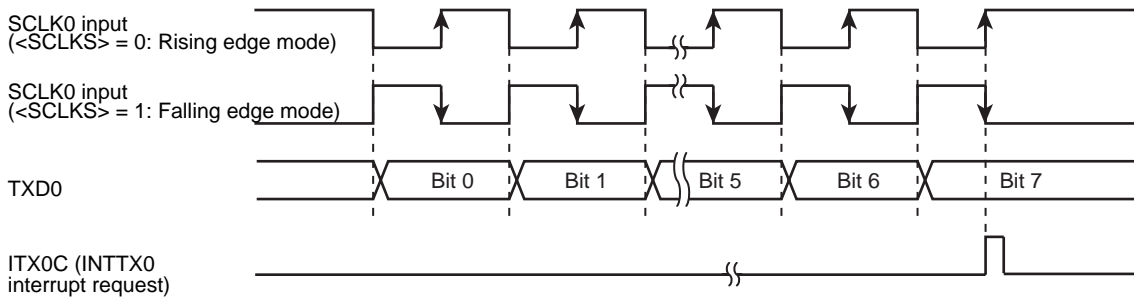 SCLK0 input
(<SCLKS> = 0: Rising edge mode)
SCLK0 input
(<SCLKS> = 1: Falling edge mode)
TXD0
Bit 0
Bit 1
Bit 5
Bit 6
Bit 7
ITX0C (INTTX0
interrupt request)